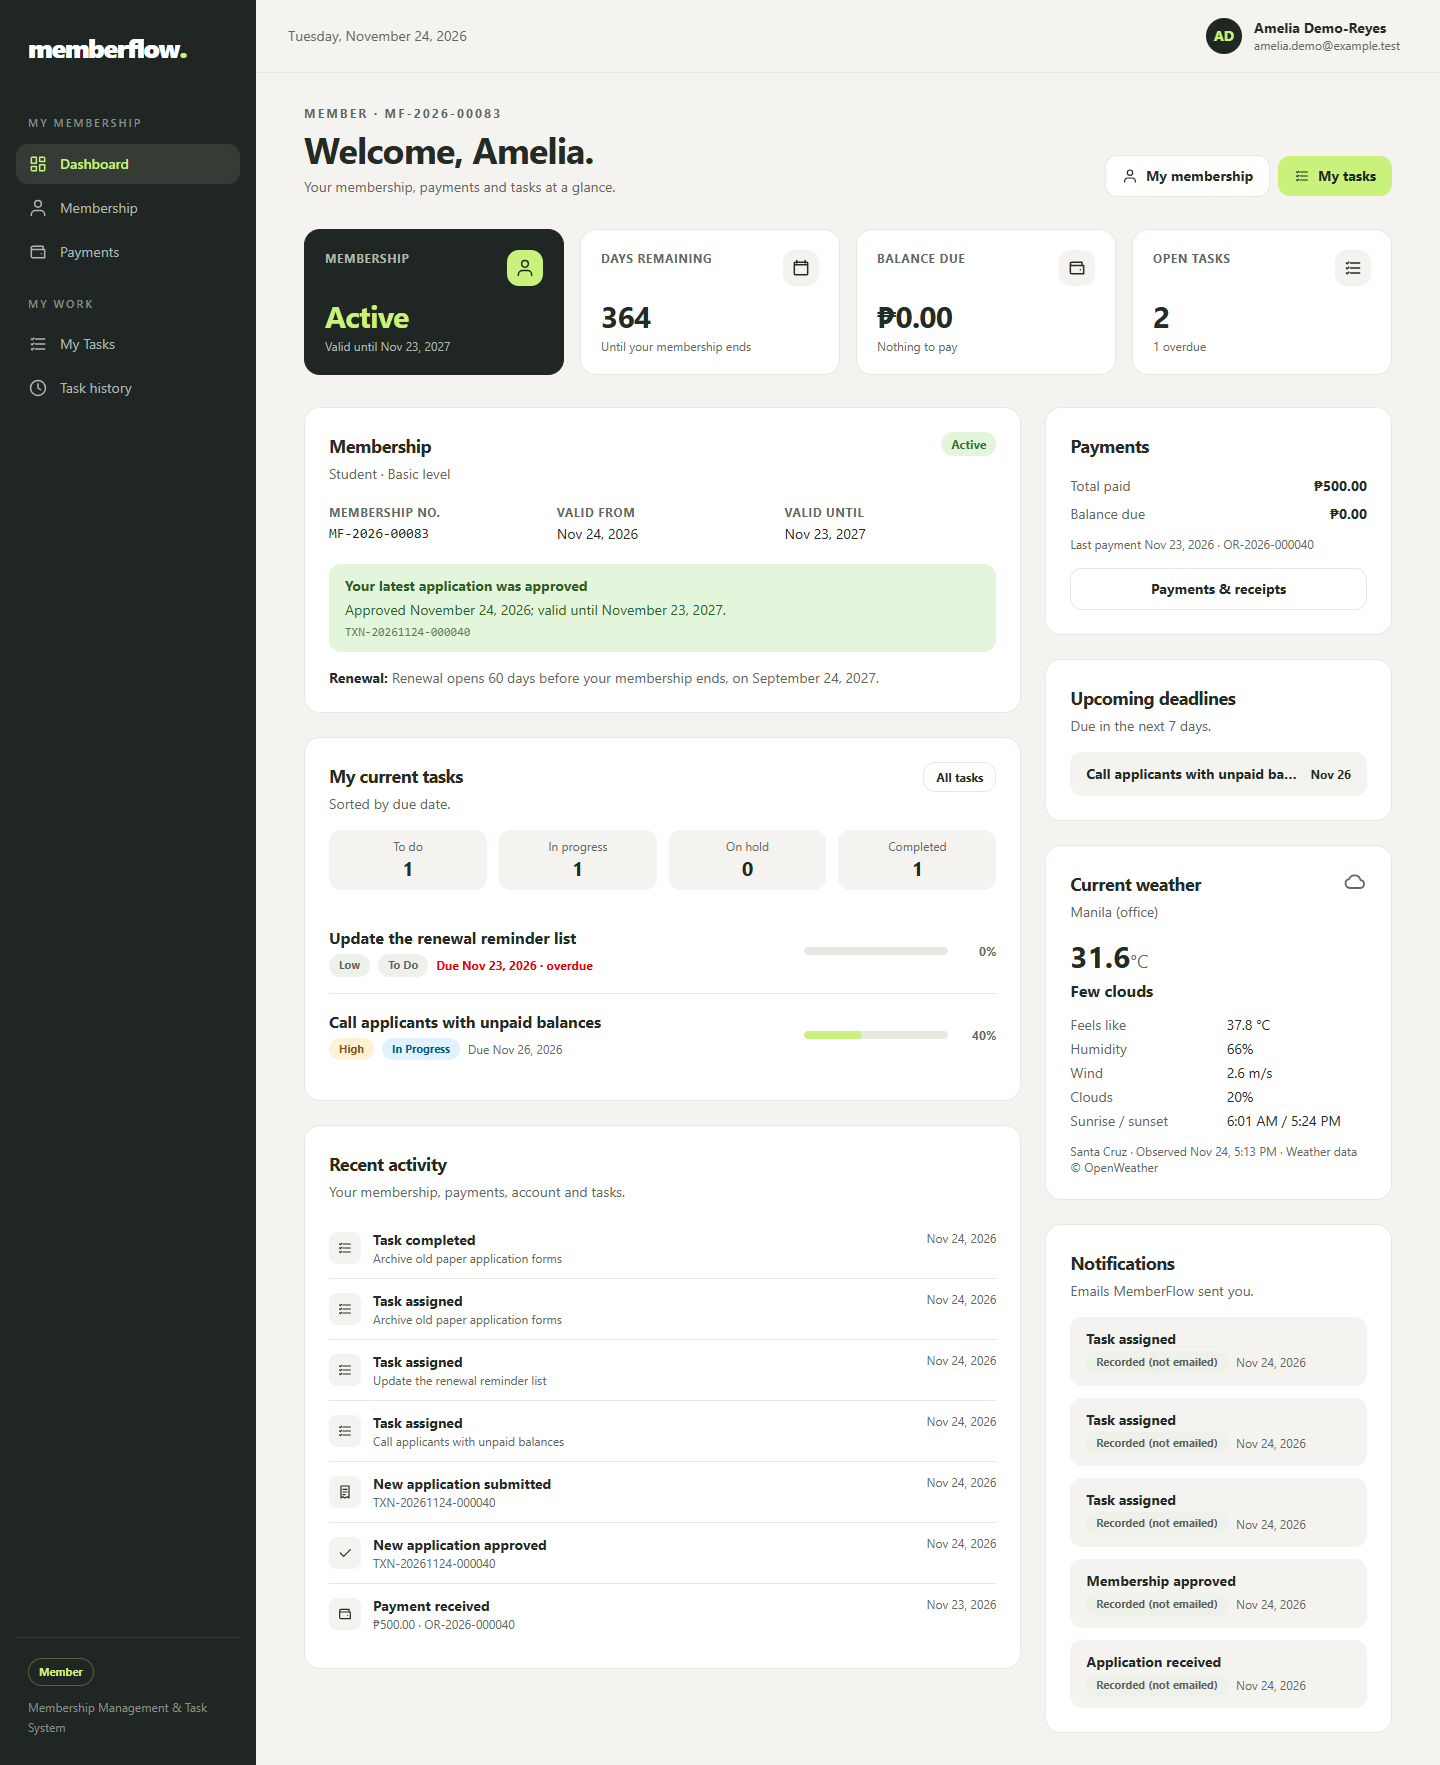 memberflow.
MY MEMBERSHIP
Dashboard
Membership
Payments
MY WORK
My Tasks
Task history
Member
Membership Management & Task
System
Tuesday, November 24, 2026
AD
Amelia Demo-Reyes
amelia.demo@example.test
MEMBER · MF-2026-00083
Welcome, Amelia.
Your membership, payments and tasks at a glance.
My membership
My tasks
MEMBERSHIP
Active
Valid until Nov 23, 2027
DAYS REMAINING
364
Until your membership ends
BALANCE DUE
₱0.00
Nothing to pay
OPEN TASKS
2
1 overdue
Membership
Active
Student · Basic level
MEMBERSHIP NO.
MF-2026-00083
VALID FROM
Nov 24, 2026
VALID UNTIL
Nov 23, 2027
Your latest application was approved
Approved November 24, 2026; valid until November 23, 2027.
TXN-20261124-000040
Renewal: Renewal opens 60 days before your membership ends, on September 24, 2027.
My current tasks
All tasks
Sorted by due date.
To do
1
In progress
1
On hold
0
Completed
1
Update the renewal reminder list
Low
To Do
Due Nov 23, 2026 · overdue
0%
Call applicants with unpaid balances
High
In Progress
Due Nov 26, 2026
40%
Recent activity
Your membership, payments, account and tasks.
Task completed
Archive old paper application forms
Nov 24, 2026
Task assigned
Archive old paper application forms
Nov 24, 2026
Task assigned
Update the renewal reminder list
Nov 24, 2026
Task assigned
Call applicants with unpaid balances
Nov 24, 2026
New application submitted
TXN-20261124-000040
Nov 24, 2026
New application approved
TXN-20261124-000040
Nov 24, 2026
Payment received
₱500.00 · OR-2026-000040
Nov 23, 2026
Payments
Total paid
₱500.00
Balance due
₱0.00
Last payment Nov 23, 2026 · OR-2026-000040
Payments & receipts
Upcoming deadlines
Due in the next 7 days.
Call applicants with unpaid ba...
Nov 26
Current weather
Manila (office)
31.6°C
Few clouds
Feels like
37.8 °C
Humidity
66%
Wind
2.6 m/s
Clouds
20%
Sunrise / sunset
6:01 AM / 5:24 PM
Santa Cruz · Observed Nov 24, 5:13 PM · Weather data
© OpenWeather
Notifications
Emails MemberFlow sent you.
Task assigned
Recorded (not emailed)
Nov 24, 2026
Task assigned
Recorded (not emailed)
Nov 24, 2026
Task assigned
Recorded (not emailed)
Nov 24, 2026
Membership approved
Recorded (not emailed)
Nov 24, 2026
Application received
Recorded (not emailed)
Nov 24, 2026